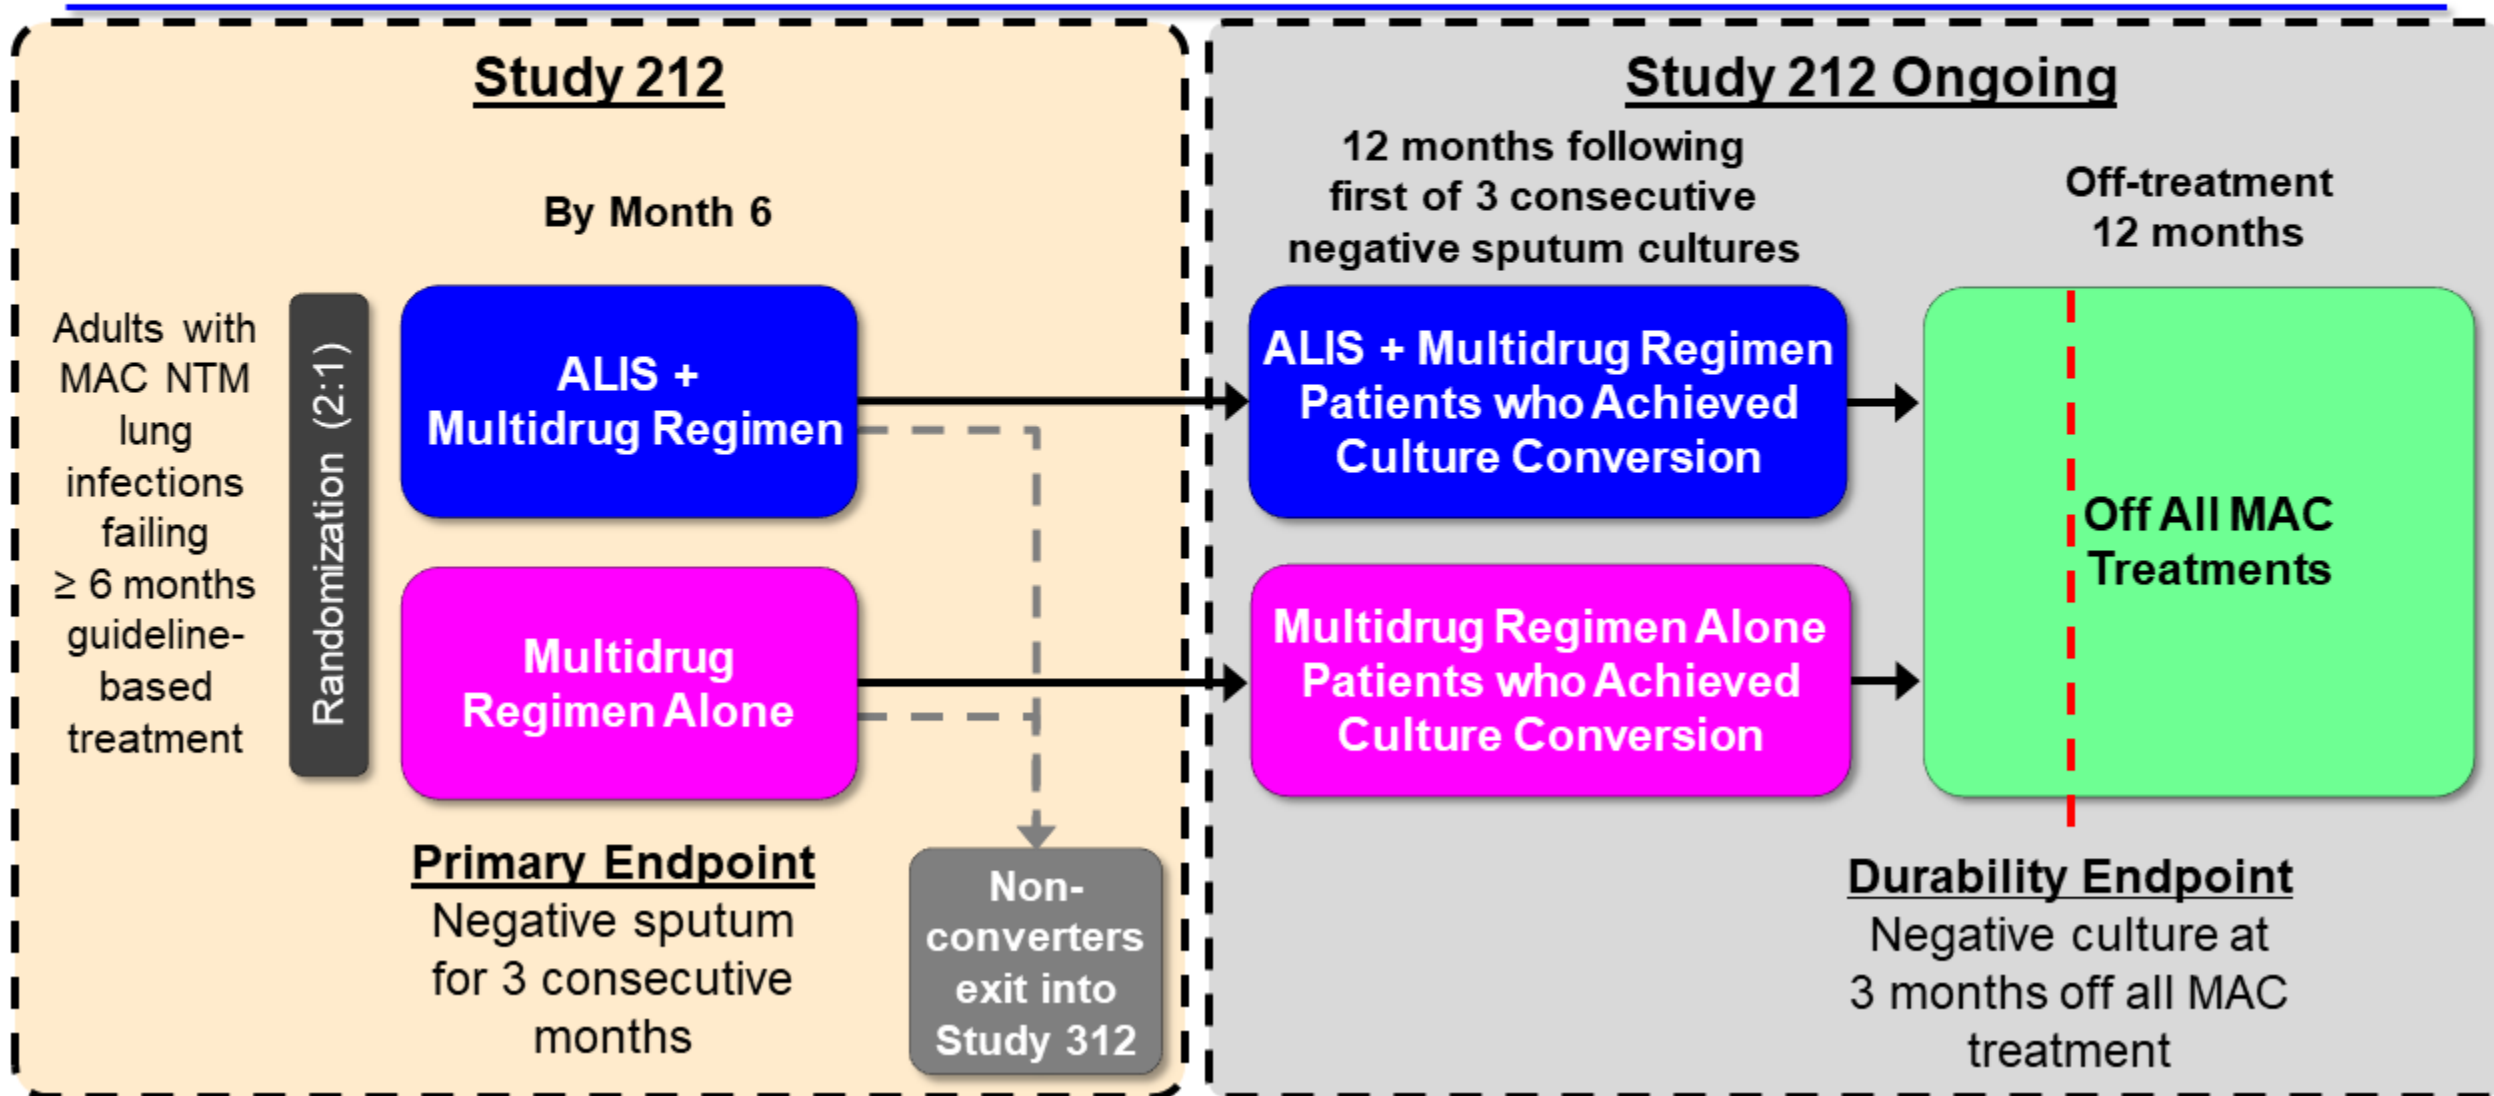 Study 212
By Month 6
Adults with
MAC NTM
lung
infections
failing
≥ 6 months
guideline-
based
treatment
Randomization (2:1)
ALIS +
Multidrug Regimen
Multidrug
Regimen Alone
Primary Endpoint
Negative sputum
for 3 consecutive
months
Non-
converters
exit into
Study 312
Study 212 Ongoing
12 months following
first of 3 consecutive
negative sputum cultures
Off-treatment
12 months
ALIS + Multidrug Regimen
Patients who Achieved
Culture Conversion
Multidrug Regimen Alone
Patients who Achieved
Culture Conversion
Off All MAC
Treatments
Durability Endpoint
Negative culture at
3 months off all MAC
treatment